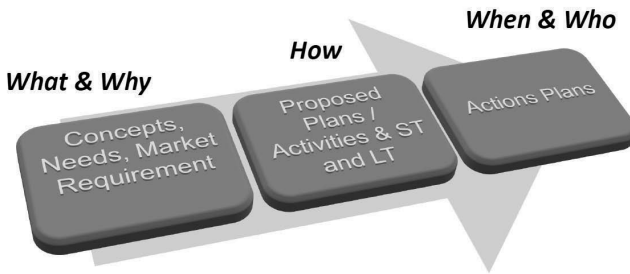 What & Why
Concepts,
Needs, Market
Requirement
How
Proposed
Plans /
Activities & ST
and LT
When & Who
Actions Plans